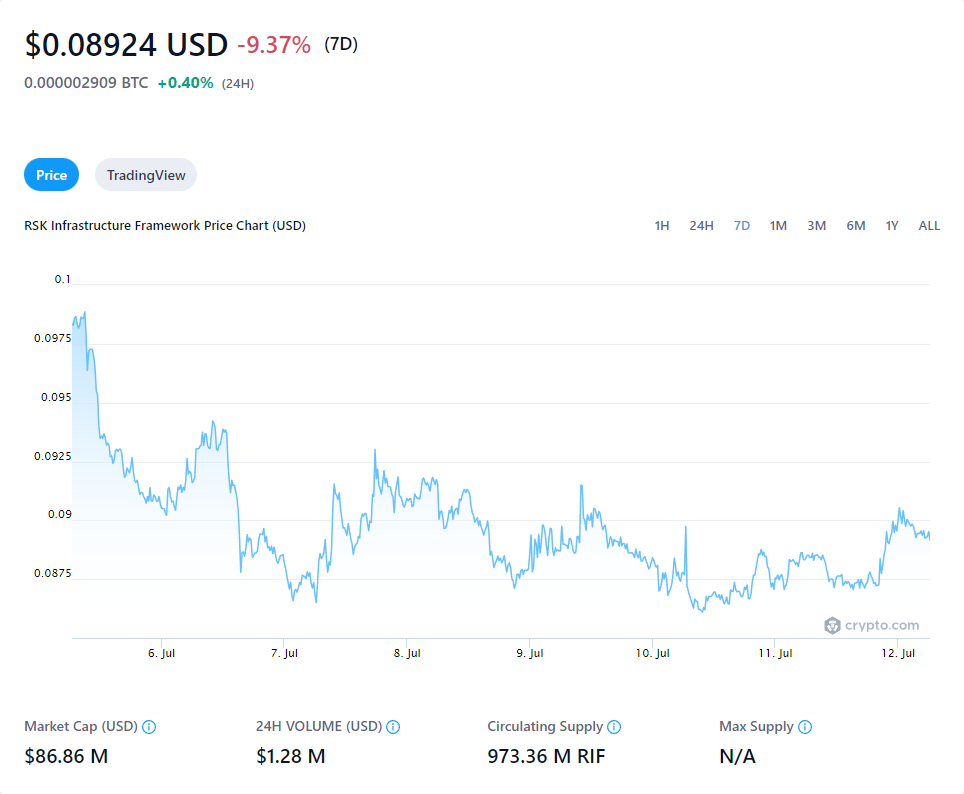 $0.08924 USD -9.37% (7D)
0.000002909 BTC +0.40% (24H)
Price TradingView
RSK Infrastructure Framework Price Chart (USD) 1H 24H 7D 1M 3M 6M 1Y ALL
0.1
0.0975
0.095
0.0925
0.09
0.0875
crypto.com
6. Jul 7. Jul 8. Jul 9. Jul 10. Jul 11. Jul 12. Jul
Market Cap (USD) 24H VOLUME (USD) Circulating Supply Max Supply
$86.86 M $1.28 M 973.36 M RIF N/A